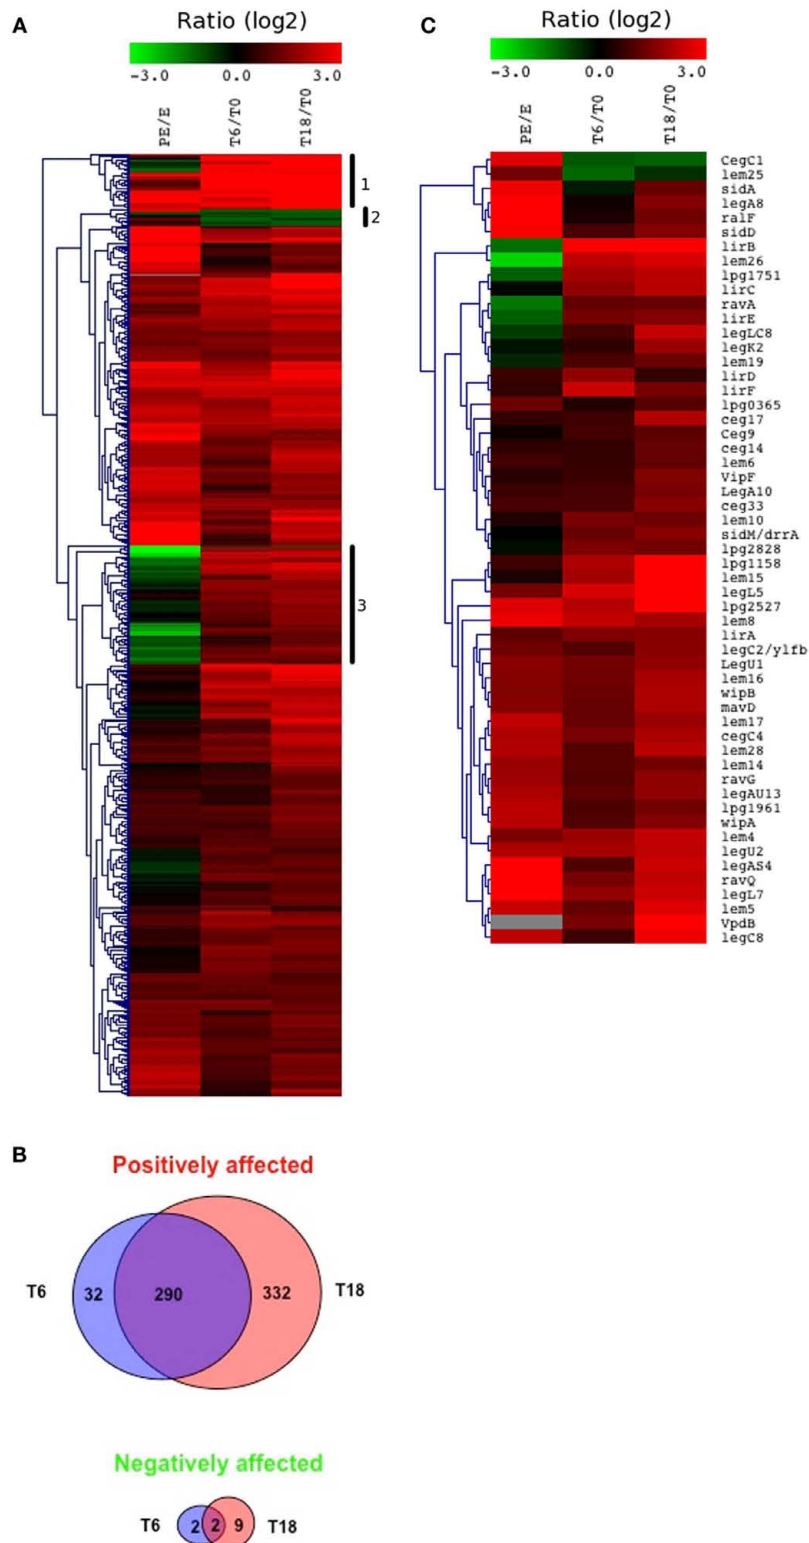 A
Ratio (log2)
-3.0 0.0 3.0
PE/E
T6/T0
T18/T0
1
2
3
C
Ratio (log2)
-3.0 0.0 3.0
PE/E
T6/T0
T18/T0
CegC1
lem25
sidA
legA8
ralF
sidD
lirB
lem26
lpg1751
lirC
ravA
lirE
legLC8
legK2
lem19
lirD
lirF
lpg0365
ceg17
Ceg9
ceg14
lem6
VipF
LegA10
ceg33
lem10
sidM/drrA
lpg2828
lpg1158
lem15
legL5
lpg2527
lem8
lirA
legC2/ylfb
LegU1
lem16
wipB
mavD
lem17
cegC4
lem28
lem14
ravG
legAU13
lpg1961
wipA
lem4
legU2
legAS4
ravQ
legL7
lem5
VpdB
legC8
B
Positively affected
T6 32 290 332 T18
Negatively affected
T6 2 2 9 T18